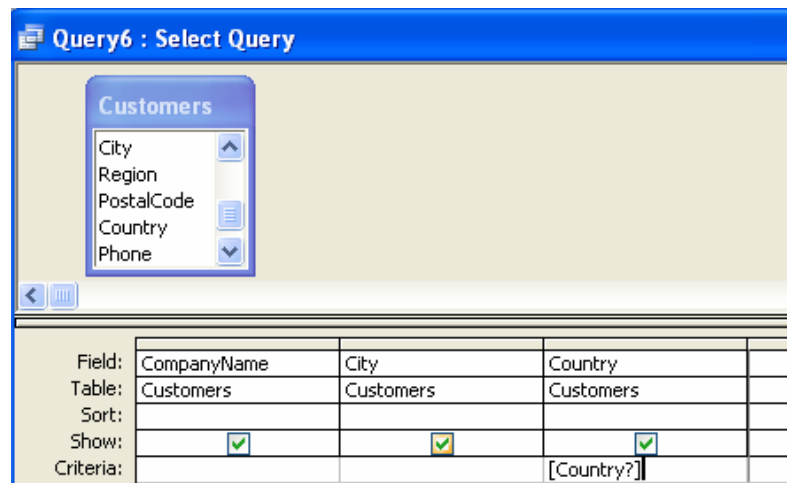 Query6 : Select Query
Customers
City
Region
PostalCode
Country
Phone
Field: CompanyName City Country
Table: Customers Customers Customers
Sort:
Show:
Criteria: [Country?]